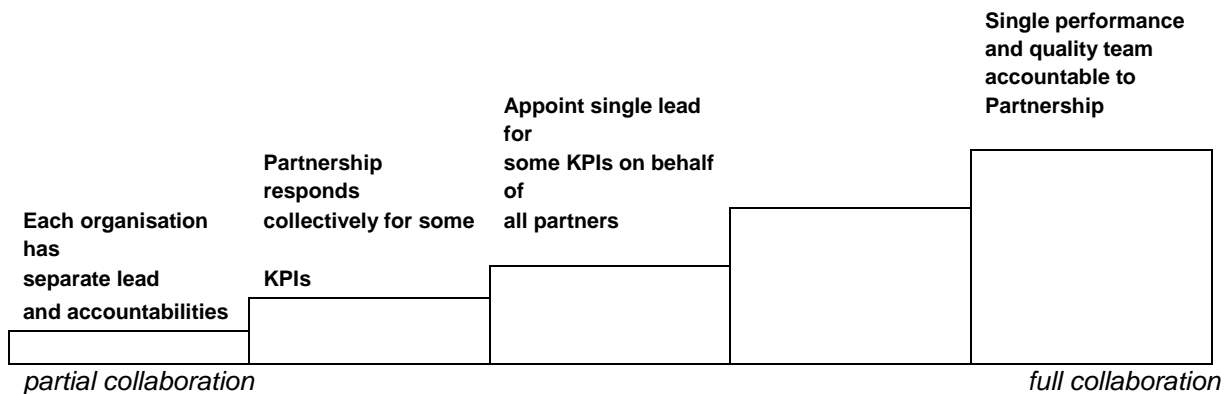 Each organisation
has
separate lead
and accountabilities
Partnership
responds
collectively for some
KPIs
Appoint single lead
for
some KPIs on behalf
of
all partners
Single performance
and quality team
accountable to
Partnership
partial collaboration
full collaboration